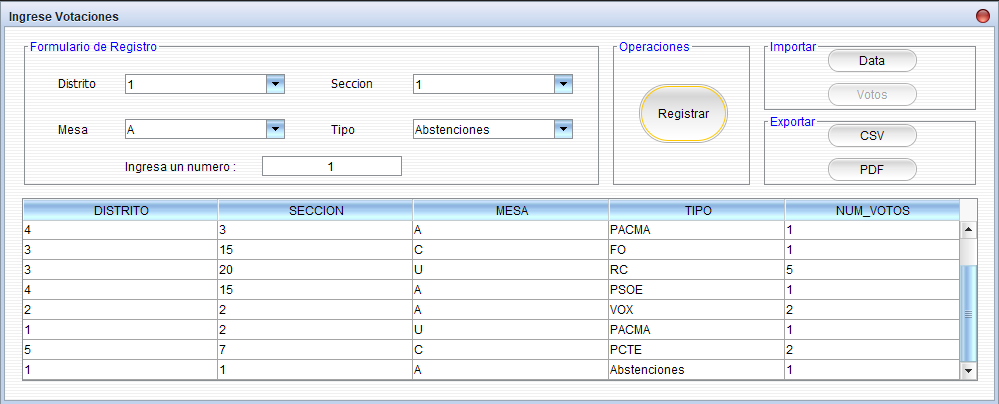 Ingrese Votaciones
Formulario de Registro
Operaciones
Importar
Distrito 1 Seccion 1
Data
Votos
Registrar
Mesa A Tipo Abstenciones
Exportar
CSV
Ingresa un numero : 1
PDF
DISTRITO SECCION MESA TIPO NUM_VOTOS
4 3 A PACMA 1
3 15 C FO 1
3 20 U RC 5
4 15 A PSOE 1
2 2 A VOX 2
1 2 U PACMA 1
5 7 C PCTE 2
1 1 A Abstenciones 1